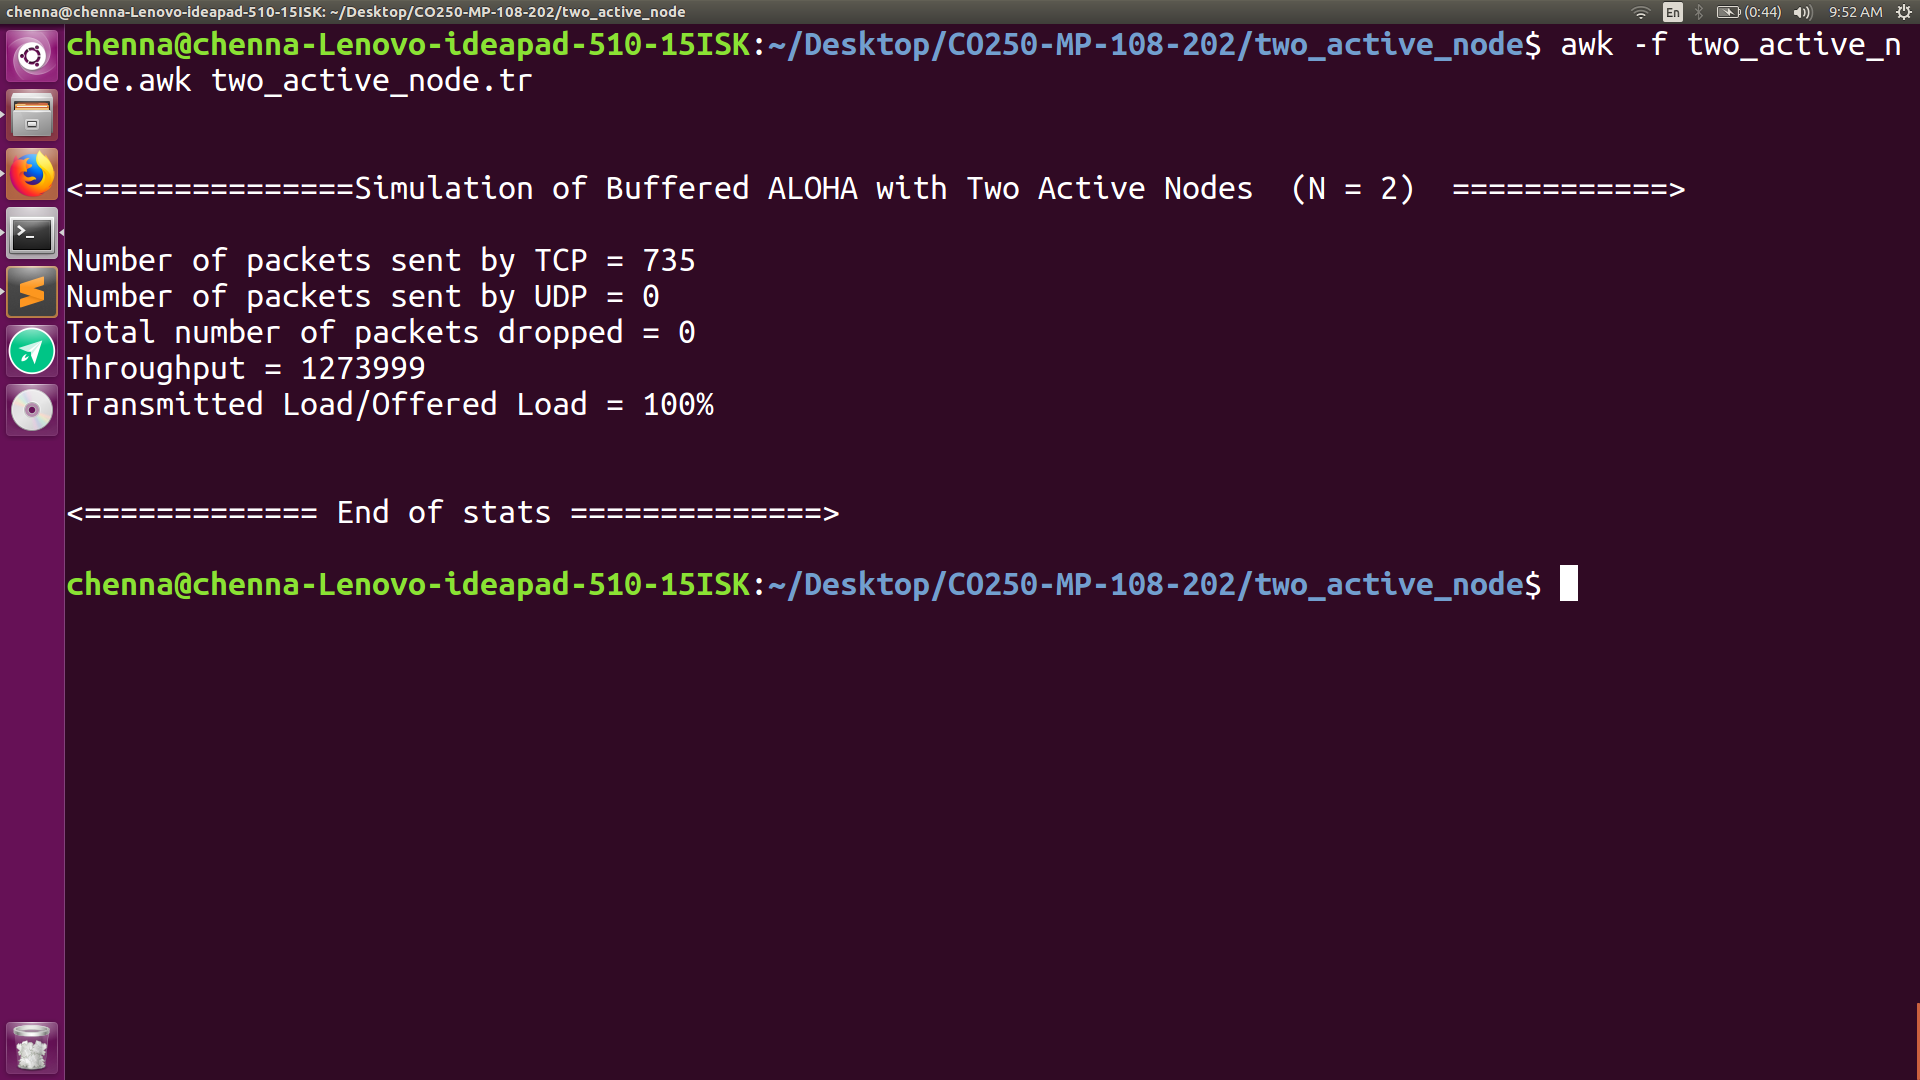 chenna@chenna-Lenovo-ideapad-510-15ISK: ~/Desktop/CO250-MP-108-202/two_active_node
En
(0:44)
9:52 AM
chenna@chenna-Lenovo-ideapad-510-15ISK:~/Desktop/CO250-MP-108-202/two_active_node$ awk -f two_active_n
ode.awk two_active_node.tr
<===============Simulation of Buffered ALOHA with Two Active Nodes  (N = 2)  ============>
Number of packets sent by TCP = 735
Number of packets sent by UDP = 0
Total number of packets dropped = 0
Throughput = 1273999
Transmitted Load/Offered Load = 100%
<============= End of stats ==============>
chenna@chenna-Lenovo-ideapad-510-15ISK:~/Desktop/CO250-MP-108-202/two_active_node$